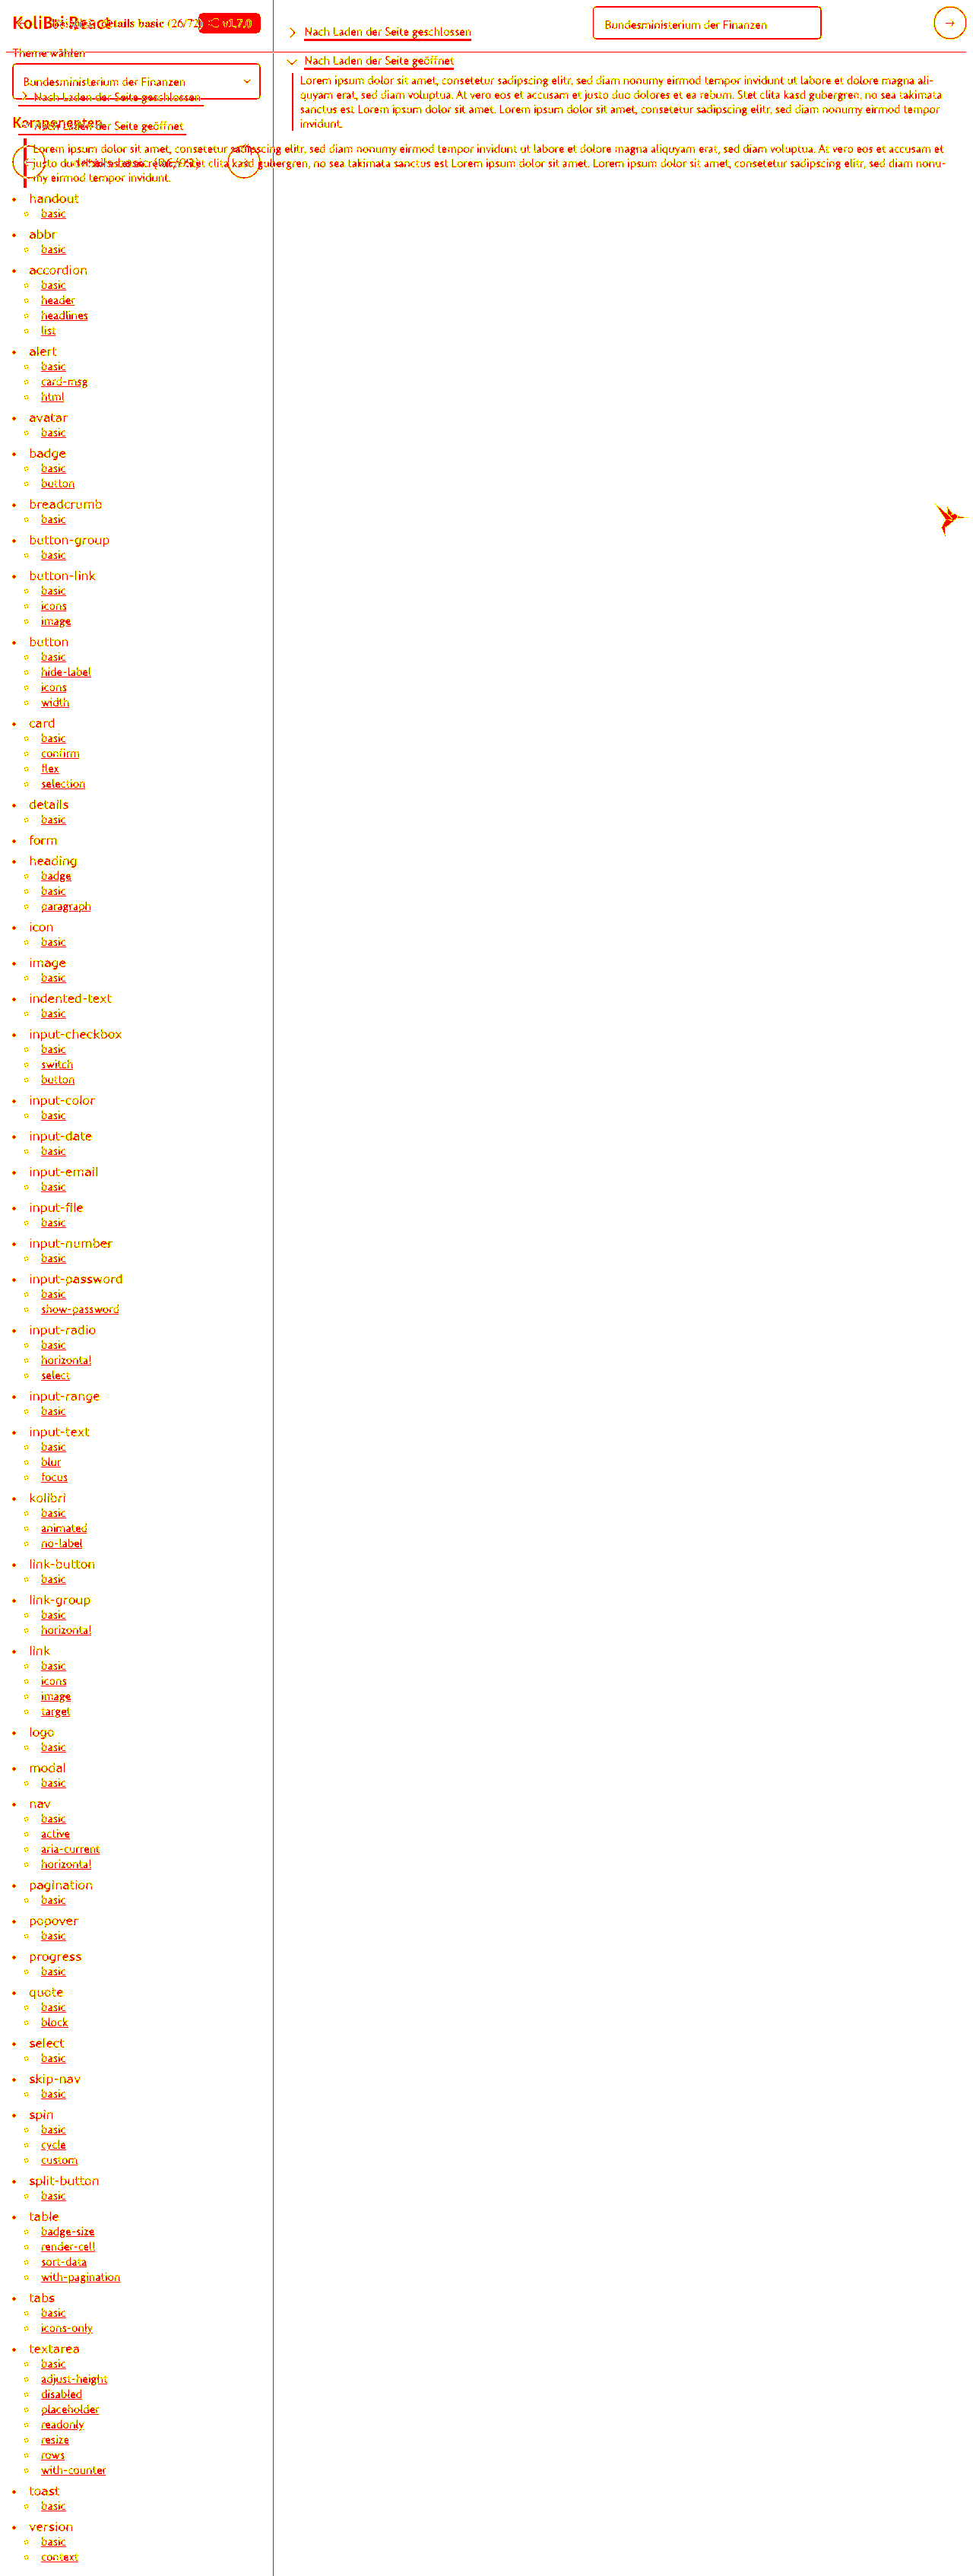 KoliBri React
details basic (26/72)
v1.7.0
Bundesministerium der Finanzen
Nach Laden der Seite geschlossen
Nach Laden der Seite geöffnet
Lorem ipsum dolor sit amet, consetetur sadipscing elitr, sed diam nonumy eirmod tempor invidunt ut labore et dolore magna ali-
quyam erat, sed diam voluptua. At vero eos et accusam et justo duo dolores et ea rebum. Stet clita kasd gubergren, no sea takimata
sanctus est Lorem ipsum dolor sit amet. Lorem ipsum dolor sit amet, consetetur sadipscing elitr, sed diam nonumy eirmod tempor
invidunt.
Theme wählen
Bundesministerium der Finanzen
Nach Laden der Seite geschlossen
Komponenten
Nach Laden der Seite geöffnet
Lorem ipsum dolor sit amet, consetetur sadipscing elitr, sed diam nonumy eirmod tempor invidunt ut labore et dolore magna aliquyam erat, sed diam voluptua. At vero eos et accusam et
justo duo kasd gubergren, no sea takimata sanctus est Lorem ipsum dolor sit amet. Lorem ipsum dolor sit amet, consetetur sadipscing elitr, sed diam nonu-
my eirmod tempor invidunt.
handout
basic
abbr
basic
accordion
basic
header
headlines
list
alert
basic
card-msg
html
avatar
basic
badge
basic
button
breadcrumb
basic
button-group
basic
button-link
basic
icons
image
button
basic
hide-label
icons
width
card
basic
confirm
flex
selection
details
basic
form
heading
badge
basic
paragraph
icon
basic
image
basic
indented-text
basic
input-checkbox
basic
switch
button
input-color
basic
input-date
basic
input-email
basic
input-file
basic
input-number
basic
input-password
basic
show-password
input-radio
basic
horizontal
select
input-range
basic
input-text
basic
blur
focus
kolibri
basic
animated
no-label
link-button
basic
link-group
basic
horizontal
link
basic
icons
image
target
logo
basic
modal
basic
nav
basic
active
aria-current
horizontal
pagination
basic
popover
basic
progress
basic
quote
basic
block
select
basic
skip-nav
basic
spin
basic
cycle
custom
split-button
basic
table
badge-size
render-cell
sort-data
with-pagination
tabs
basic
icons-only
textarea
basic
adjust-height
disabled
placeholder
readonly
resize
rows
with-counter
toast
basic
version
basic
context